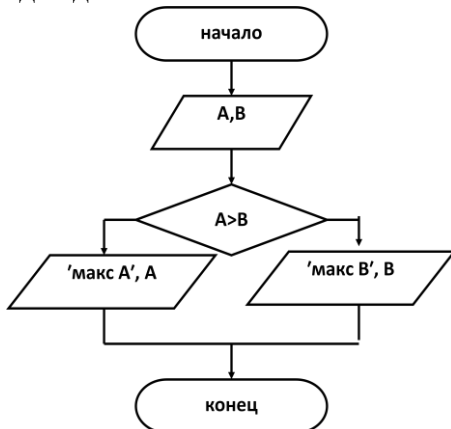 начало
A,B
A>B
'макс A', A
'макс B', B
конец